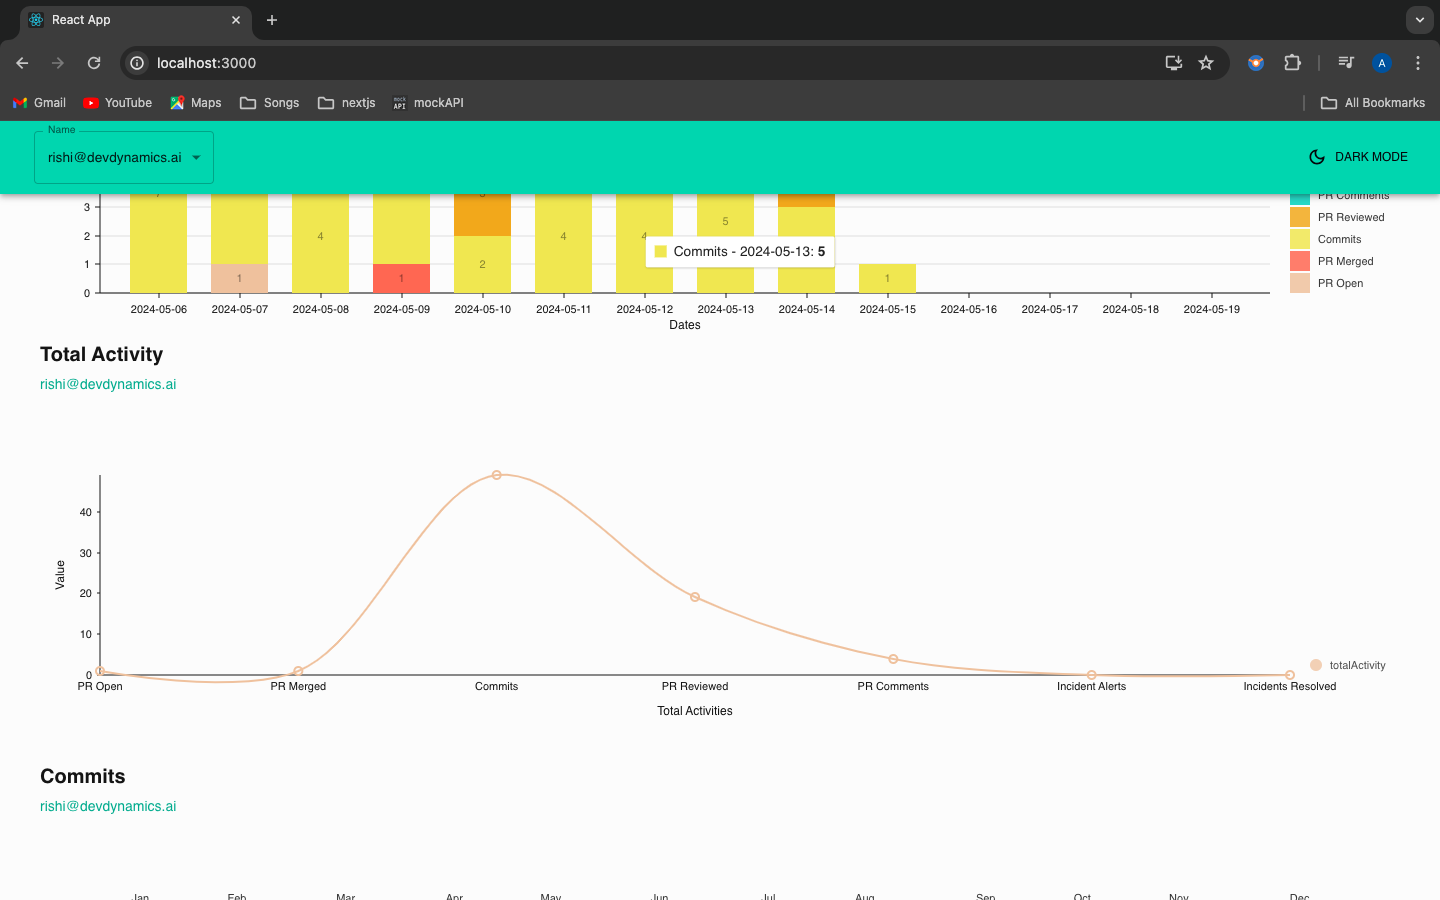 React App
localhost:3000
A
Gmail YouTube Maps Songs nextjs mock API mockAPI All Bookmarks
Name
rishi@devdynamics.ai
DARK MODE
PR Comments
3 PR Reviewed
5
2 4 4 4 Commits
Commits - 2024-05-13: 5
1 2 PR Merged
1 1 1 PR Open
0
2024-05-06 2024-05-07 2024-05-08 2024-05-09 2024-05-10 2024-05-11 2024-05-12 2024-05-13 2024-05-14 2024-05-15 2024-05-16 2024-05-17 2024-05-18 2024-05-19
Dates
Total Activity
rishi@devdynamics.ai
40
30
Value
20
10
totalActivity
0
PR Open PR Merged Commits PR Reviewed PR Comments Incident Alerts Incidents Resolved
Total Activities
Commits
rishi@devdynamics.ai
Jan Feb Mar Apr May Jun Jul Aug Sep Oct Nov Dec